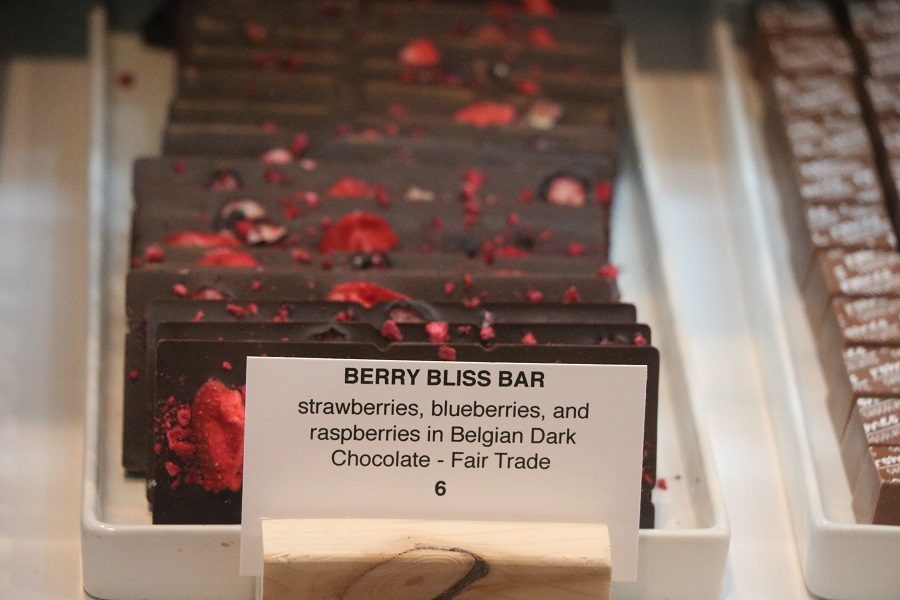 BERRY BLISS BAR
strawberries, blueberries, and
raspberries in Belgian Dark
Chocolate - Fair Trade
6